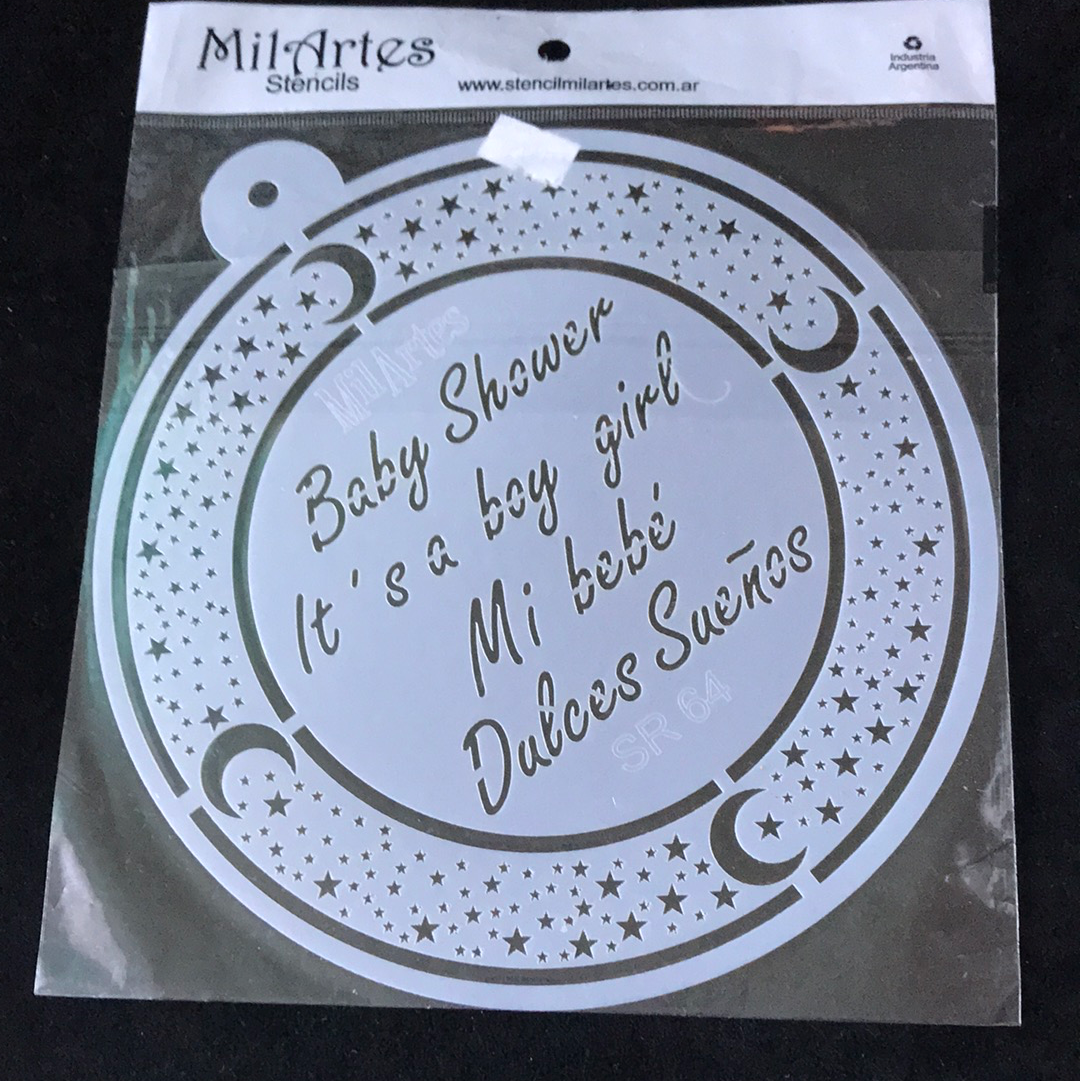 MilArtes
Stencils
www.stencilmilartes.com.ar
Industria
Argentina
MilArtes
Baby Shower
It's a boy girl
Mi bebé
Dulces Sueños
SR 64